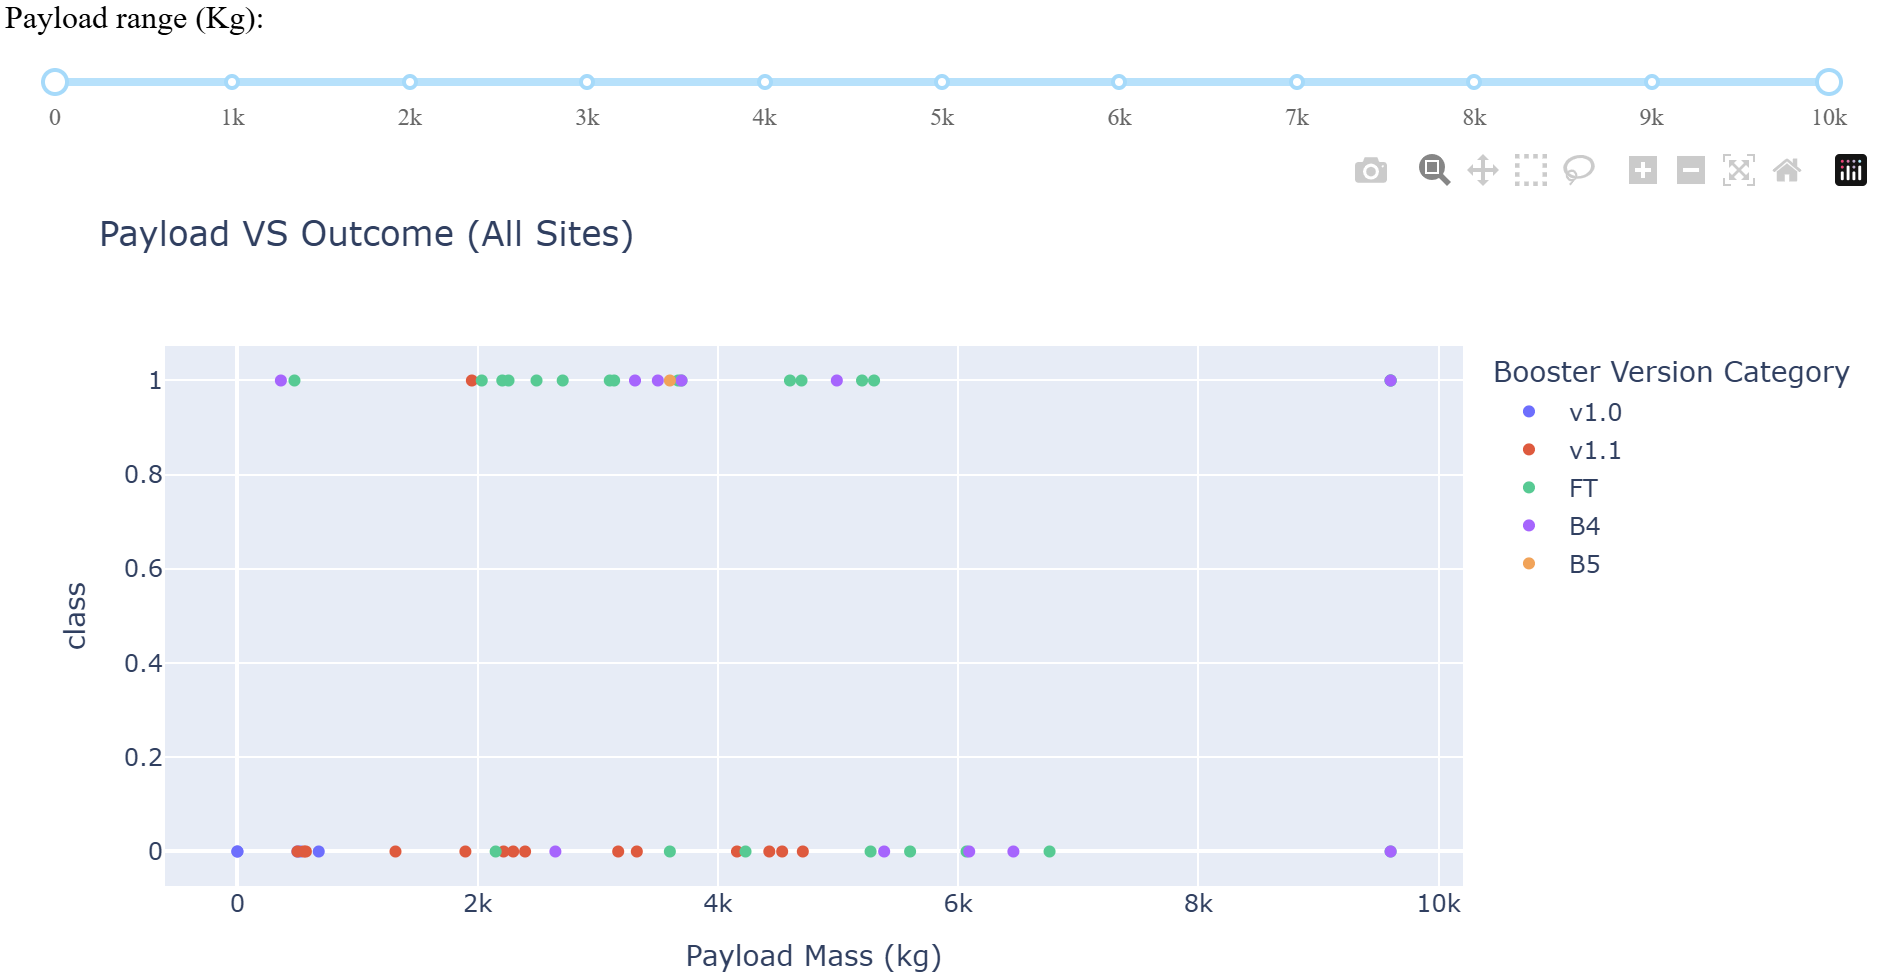 Payload range (Kg):
0 1k 2k 3k 4k 5k 6k 7k 8k 9k 10k
Payload VS Outcome (All Sites)
1
0.8
0.6
0.4
0.2
0
class
0 2k 4k 6k 8k 10k
Payload Mass (kg)
Booster Version Category
v1.0
v1.1
FT
B4
B5